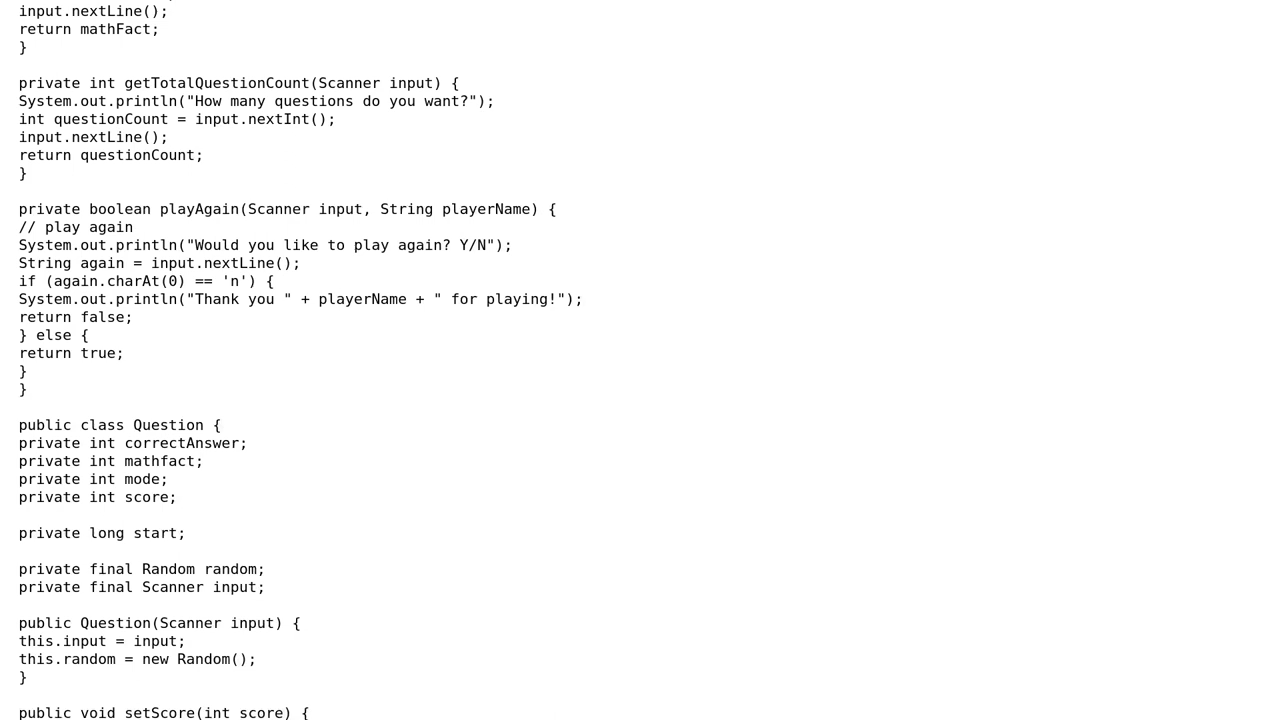 input.nextLine();
return mathFact;
}

private int getTotalQuestionCount(Scanner input) {
System.out.println("How many questions do you want?");
int questionCount = input.nextInt();
input.nextLine();
return questionCount;
}

private boolean playAgain(Scanner input, String playerName) {
// play again
System.out.println("Would you like to play again? Y/N");
String again = input.nextLine();
if (again.charAt(0) == 'n') {
System.out.println("Thank you " + playerName + " for playing!");
return false;
} else {
return true;
}
}

public class Question {
private int correctAnswer;
private int mathfact;
private int mode;
private int score;

private long start;

private final Random random;
private final Scanner input;

public Question(Scanner input) {
this.input = input;
this.random = new Random();
}

public void setScore(int score) {